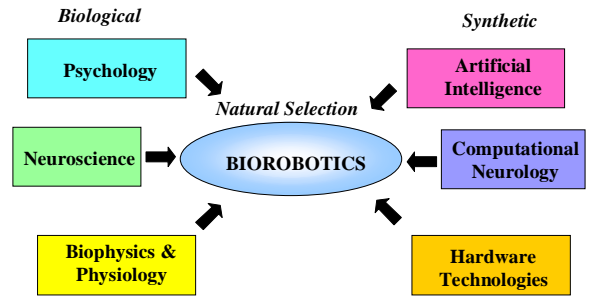 Biological
Synthetic
Psychology
Artificial
Intelligence
Natural Selection
Neuroscience
BIOROBOTICS
Computational
Neurology
Biophysics &
Physiology
Hardware
Technologies